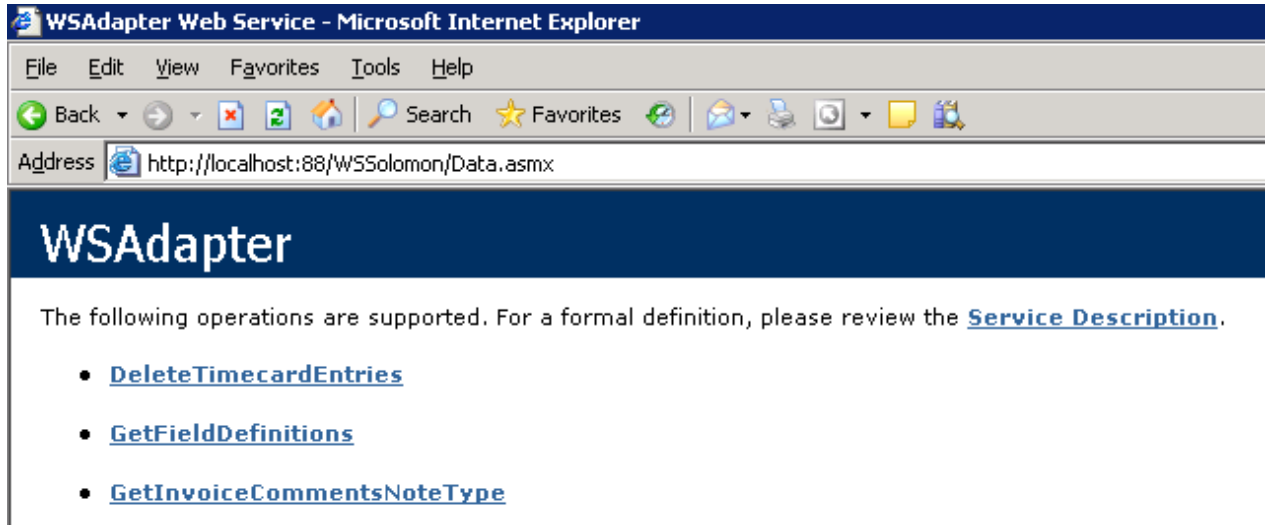 WSAdapter Web Service - Microsoft Internet Explorer
File Edit View Favorites Tools Help
Back Search Favorites
Address http://localhost:88/WSSolomon/Data.asmx
WSAdapter
The following operations are supported. For a formal definition, please review the Service Description.
• DeleteTimecardEntries
• GetFieldDefinitions
• GetInvoiceCommentsNoteType